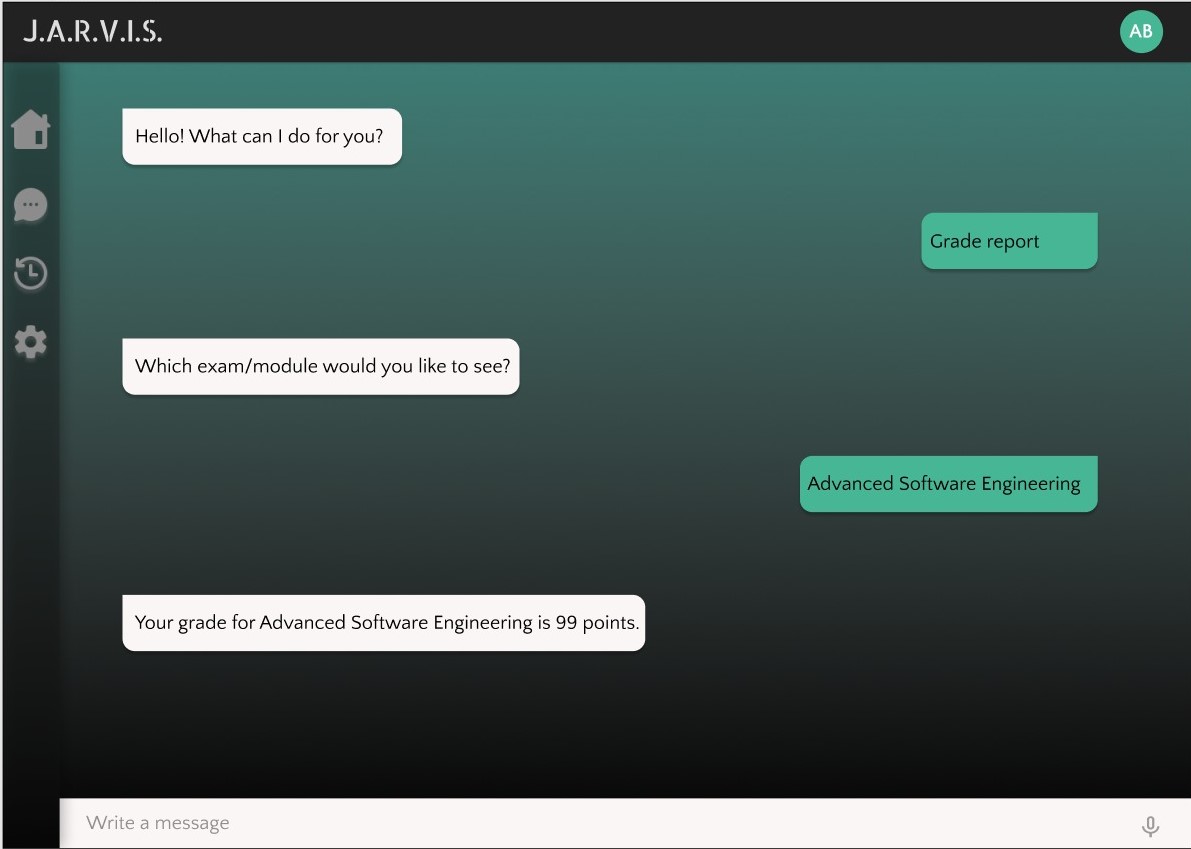 J.A.R.V.I.S.
AB
Hello! What can I do for you?
Grade report
Which exam/module would you like to see?
Advanced Software Engineering
Your grade for Advanced Software Engineering is 99 points.
Write a message